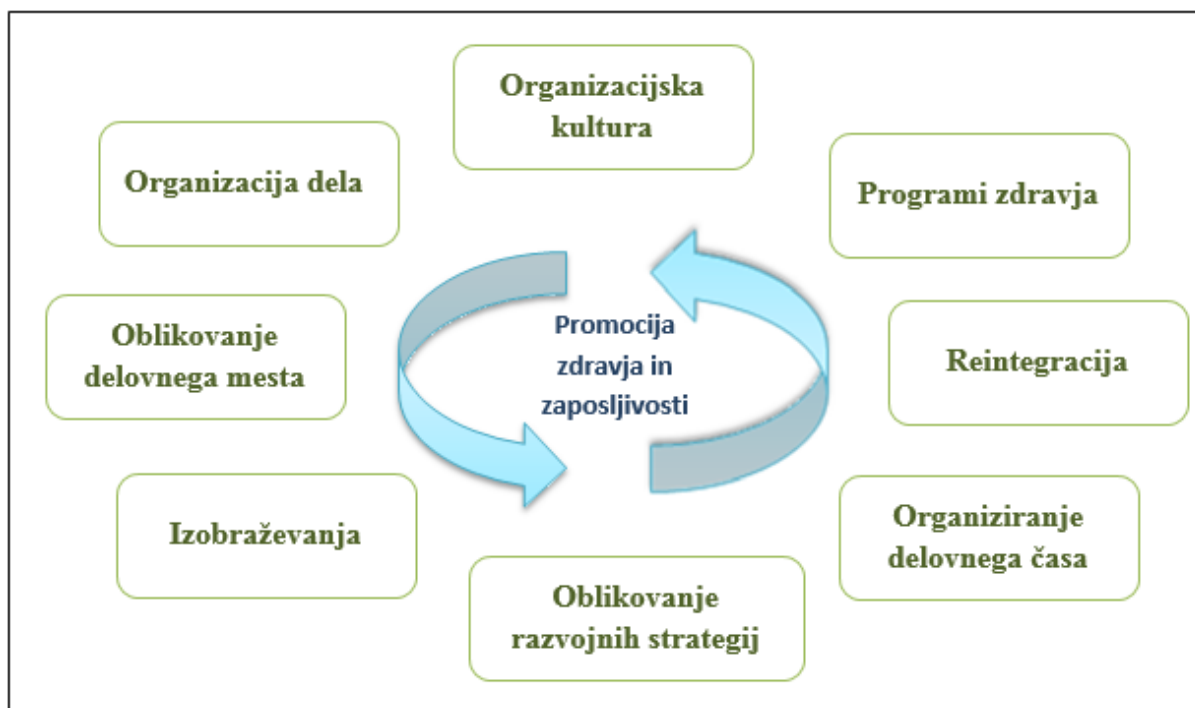 Organizacijska
kultura
Organizacija dela
Programi zdravja
Oblikovanje
delovnega mesta
Promocija
zdravja in
zaposljivosti
Reintegracija
Izobraževanja
Organiziranje
delovnega časa
Oblikovanje
razvojnih strategij